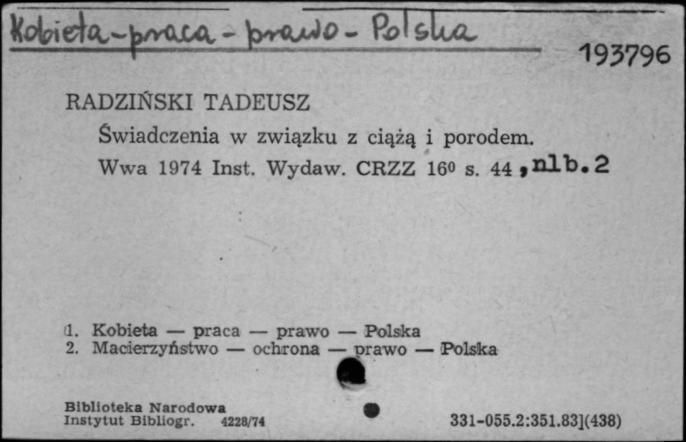 Kobieta-praca-prawo-Polska
193796
RADZIŃSKI TADEUSZ
Świadczenia w związku z ciążą i porodem.
Wwa 1974 Inst. Wydaw. CRZZ 16⁰ s. 44, nlb. 2
1. Kobieta — praca — prawo — Polska
2. Macierzyństwo — ochrona — prawo — Polska
Biblioteka Narodowa
Instytut Bibliogr. 4228/74
331-055.2:351.83](438)